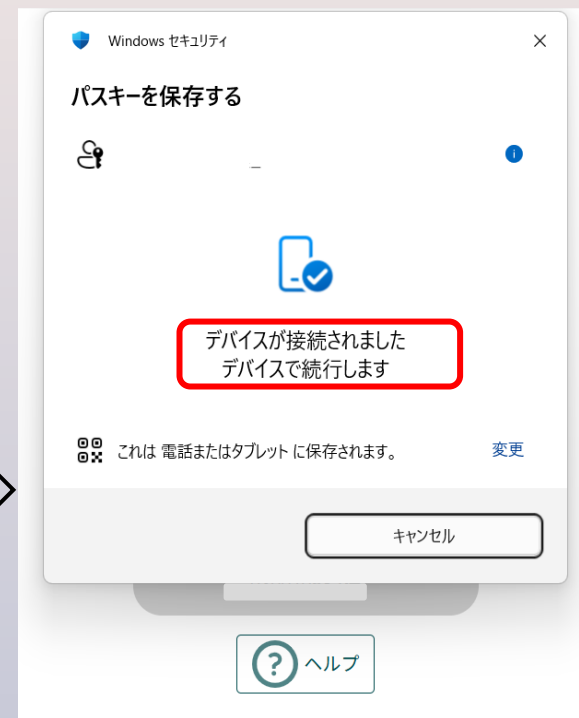 Windows セキュリティ
パスキーを保存する
デバイスが接続されました
デバイスで続行します
これは 電話またはタブレット に保存されます。
変更
キャンセル
ヘルプ